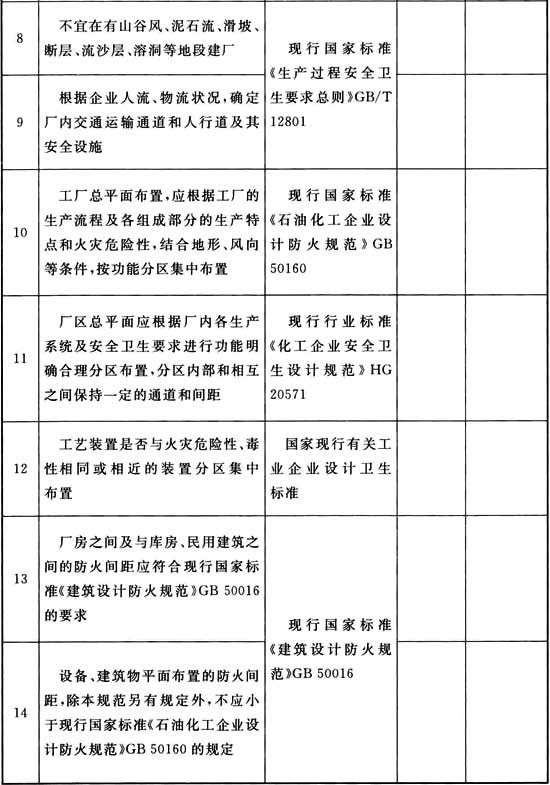 8
不宜在有山谷风、泥石流、滑坡、
断层、流沙层、溶洞等地段建厂
现行国家标准
《生产过程安全卫
生要求总则》GB/T
12801
9
根据企业人流、物流状况,确定
厂内交通运输通道和人行道及其
安全设施
10
工厂总平面布置,应根据工厂的
生产流程及各组成部分的生产特
点和火灾危险性,结合地形、风向
等条件,按功能分区集中布置
现行国家标准
《石油化工企业设
计防火规范》GB
50160
11
厂区总平面应根据厂内各生产
系统及安全卫生要求进行功能明
确合理分区布置,分区内部和相互
之间保持一定的通道和间距
现行行业标准
《化工企业安全卫
生设计规范》HG
20571
12
工艺装置是否与火灾危险性、毒
性相同或相近的装置分区集中
布置
国家现行有关工
业企业设计卫生
标准
13
厂房之间及与库房、民用建筑之
间的防火间距应符合现行国家标
准《建筑设计防火规范》GB 50016
的要求
现行国家标准
《建筑设计防火规
范》GB 50016
14
设备、建筑物平面布置的防火间
距,除本规范另有规定外,不应小
于现行国家标准《石油化工企业设
计防火规范》GB 50160 的规定